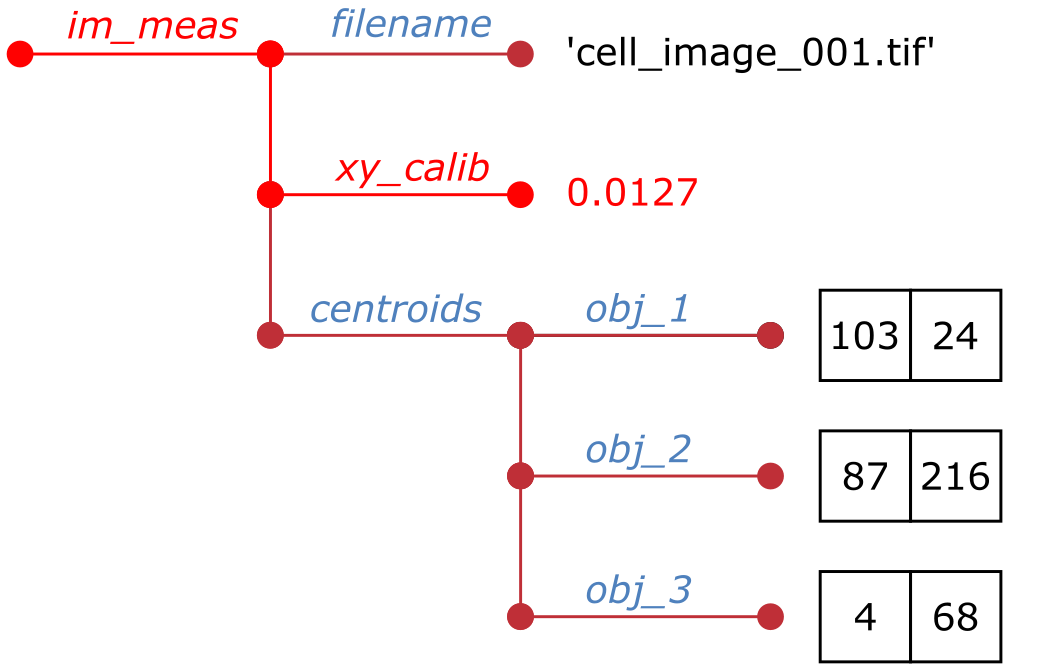 im_meas filename 'cell_image_001.tif'
xy_calib 0.0127
centroids obj_1 103 24
obj_2 87 216
obj_3 4 68